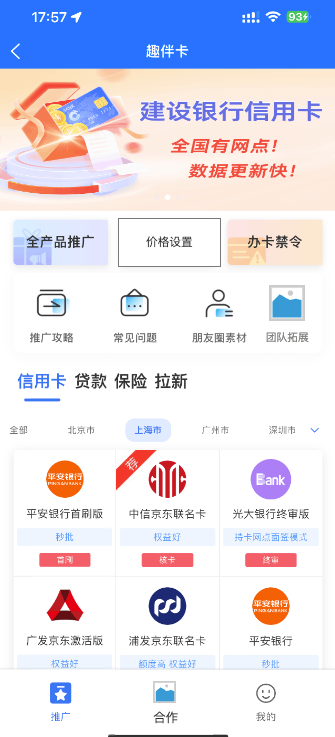 17:57
93
趣伴卡
建设银行信用卡
全国有网点!
数据更新快!
全产品推广
价格设置
办卡禁令
推广攻略
常见问题
朋友圈素材
团队拓展
信用卡 贷款 保险 拉新
全部
北京市
上海市
广州市
深圳市
平安银行
PINGAN BANK
荐
Bank
平安银行首刷版
中信京东联名卡
光大银行终审版
秒批
权益好
持卡网点面签模式
首刷
核卡
终审
平安银行
PINGAN BANK
广发京东激活版
浦发京东联名卡
平安银行
权益好
额度高 权益好
秒批
推广
合作
我的